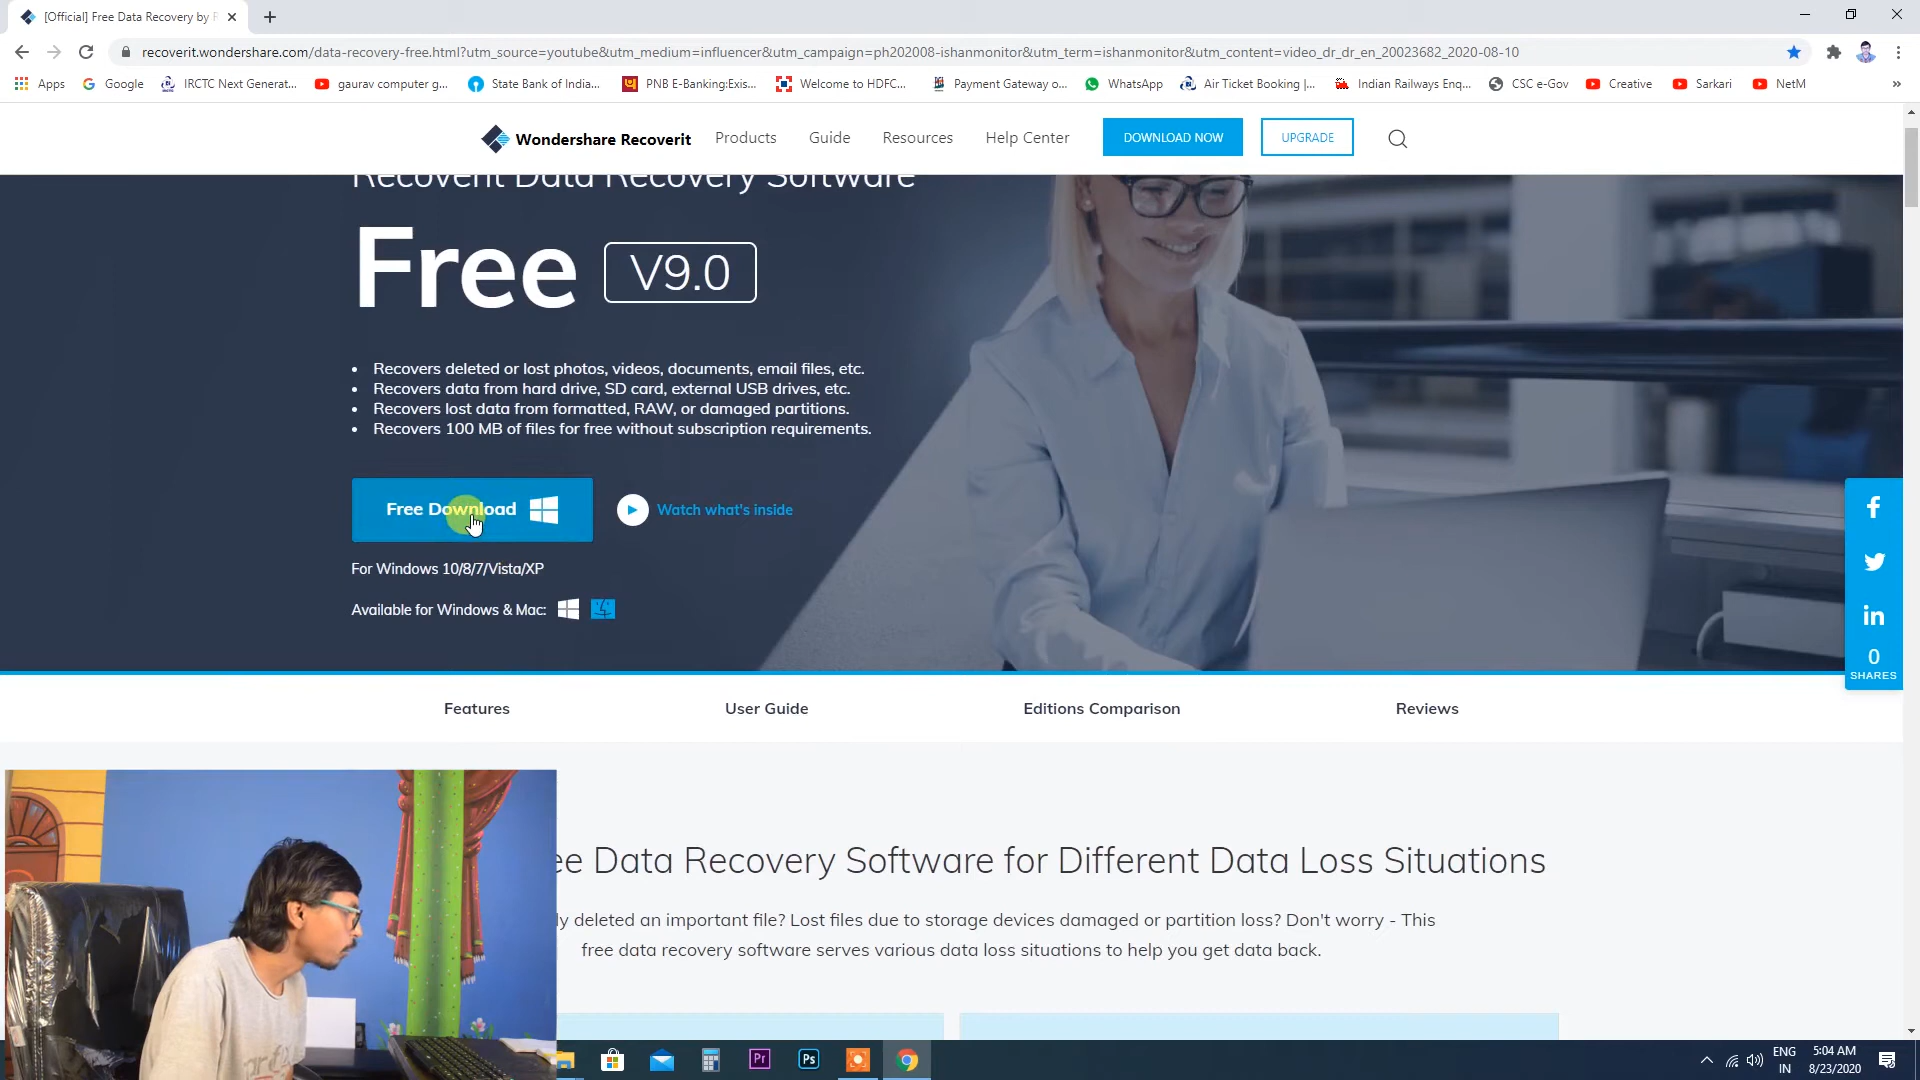 [Official] Free Data Recovery by
recoverit.wondershare.com/data-recovery-free.html?utm_source=youtube&utm_medium=influencer&utm_campaign=ph202008-ishanmonitor&utm_term=ishanmonitor&utm_content=video_dr_dr_en_20023682_2020-08-10
Apps Google IRCTC Next Generat... gaurav computer g... State Bank of India... PNB E-Banking:Exis... Welcome to HDFC... Payment Gateway o... WhatsApp Air Ticket Booking |... Indian Railways Enq... CSC e-Gov Creative Sarkari NetM »
Wondershare Recoverit Products Guide Resources Help Center DOWNLOAD NOW UPGRADE
Recoverit Data Recovery Software
Free V9.0
• Recovers deleted or lost photos, videos, documents, email files, etc.
• Recovers data from hard drive, SD card, external USB drives, etc.
• Recovers lost data from formatted, RAW, or damaged partitions.
• Recovers 100 MB of files for free without subscription requirements.
Free Download Watch what's inside
For Windows 10/8/7/Vista/XP
Available for Windows & Mac:
0
SHARES
Features User Guide Editions Comparison Reviews
ee Data Recovery Software for Different Data Loss Situations
ly deleted an important file? Lost files due to storage devices damaged or partition loss? Don't worry - This
free data recovery software serves various data loss situations to help you get data back.
Pr Ps
ENG
IN
5:04 AM
8/23/2020